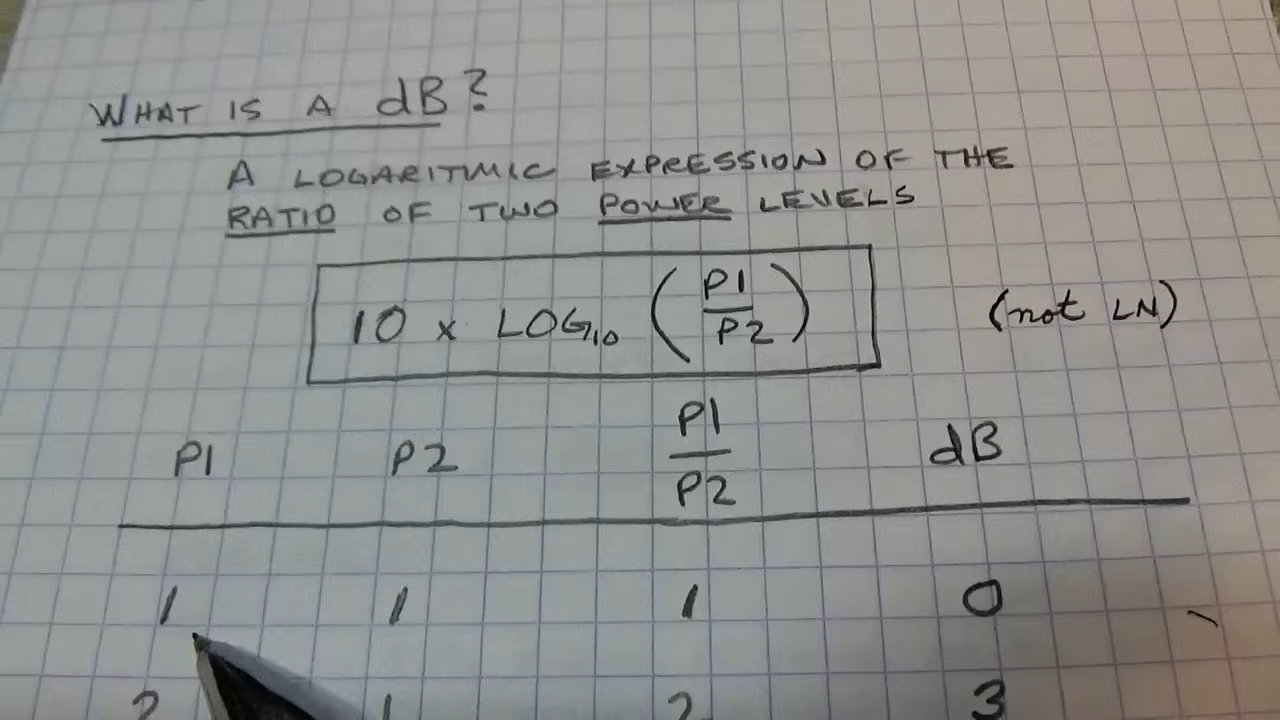 WHAT IS A dB?
A LOGARITMIC EXPRESSION OF THE
RATIO OF TWO POWER LEVELS
10 x LOG10 (P1/P2) (not LN)
P1 P2 P1/P2 dB
1 1 1 0
2 1 2 3